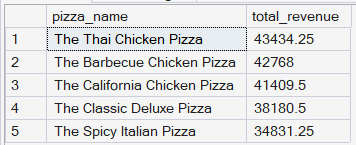 pizza_name total_revenue
1 The Thai Chicken Pizza 43434.25
2 The Barbecue Chicken Pizza 42768
3 The California Chicken Pizza 41409.5
4 The Classic Deluxe Pizza 38180.5
5 The Spicy Italian Pizza 34831.25